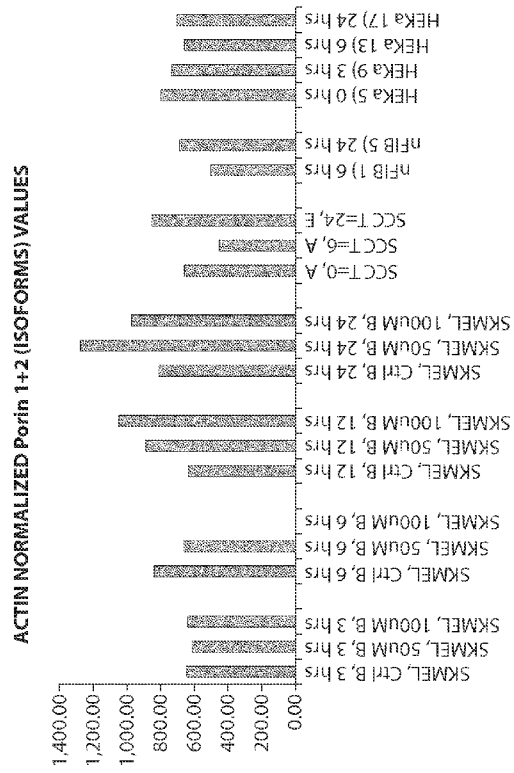 ACTIN NORMALIZED Porin 1+2 (ISOFORMS) VALUES
1,400.00
1,200.00
1,000.00
800.00
600.00
400.00
200.00
0.00
SKMEL, Ctrl B, 3 hrs
SKMEL, 50uM B, 3 hrs
SKMEL, 100uM B, 3 hrs
SKMEL, Ctrl B, 6 hrs
SKMEL, 50uM B, 6 hrs
SKMEL, 100uM B, 6 hrs
SKMEL, Ctrl B, 12 hrs
SKMEL, 50uM B, 12 hrs
SKMEL, 100uM B, 12 hrs
SKMEL, Ctrl B, 24 hrs
SKMEL, 50uM B, 24 hrs
SKMEL, 100uM B, 24 hrs
SCCT=0, A
SCCT=6, A
SCCT=24, E
nFIB 1) 6 hrs
nFIB 5) 24 hrs
HEKa 5) 0 hrs
HEKa 9) 3 hrs
HEKa 13) 6 hrs
HEKa 17) 24 hrs